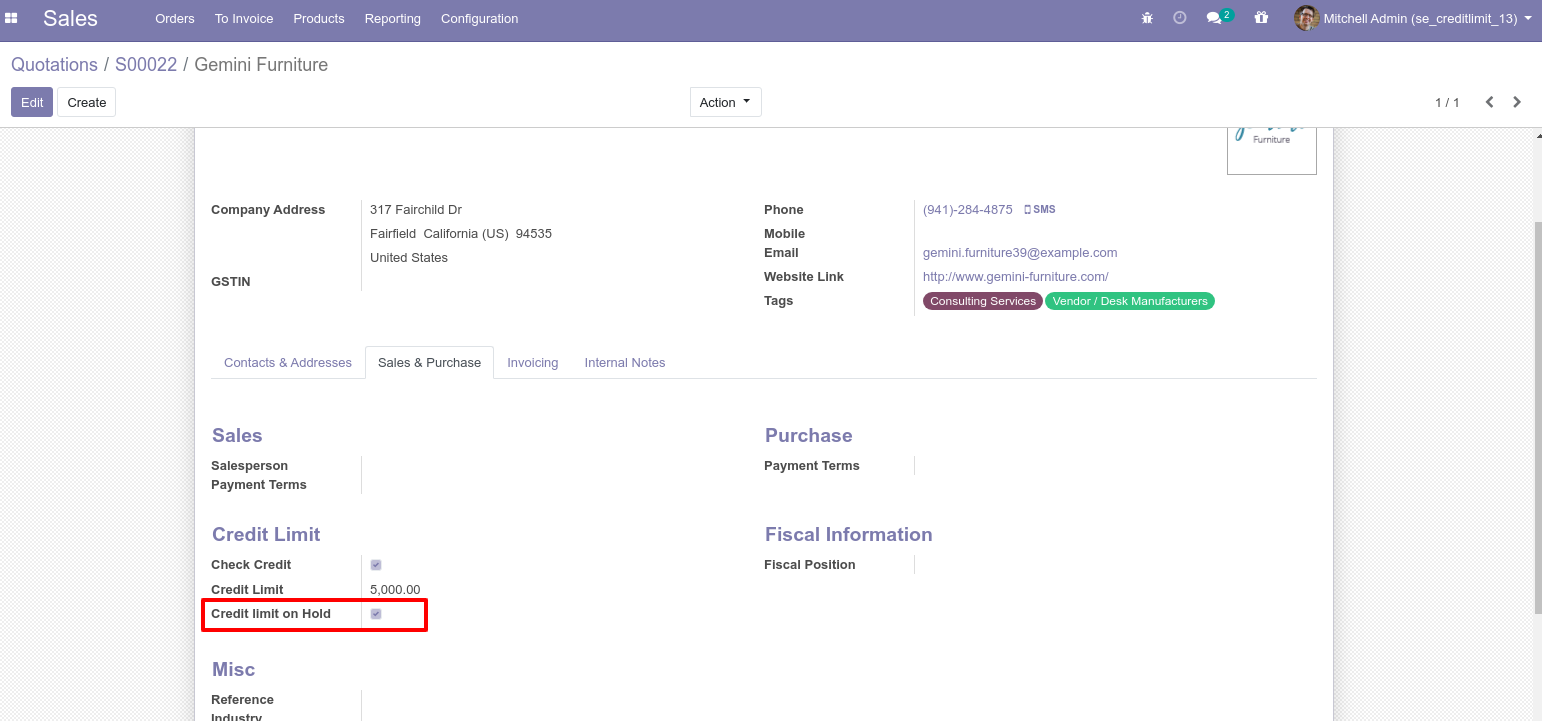 Sales Orders To Invoice Products Reporting Configuration 2 Mitchell Admin (se_creditlimit_13)
Quotations / S00022 / Gemini Furniture
Edit Create Action 1 / 1
Furniture
Company Address 317 Fairchild Dr
Fairfield California (US) 94535
United States
GSTIN
Phone (941)-284-4875 SMS
Mobile
Email gemini.furniture39@example.com
Website Link http://www.gemini-furniture.com/
Tags Consulting Services Vendor / Desk Manufacturers
Contacts & Addresses Sales & Purchase Invoicing Internal Notes
Sales
Salesperson
Payment Terms
Purchase
Payment Terms
Credit Limit
Check Credit
Credit Limit 5,000.00
Credit limit on Hold
Fiscal Information
Fiscal Position
Misc
Reference
Industry